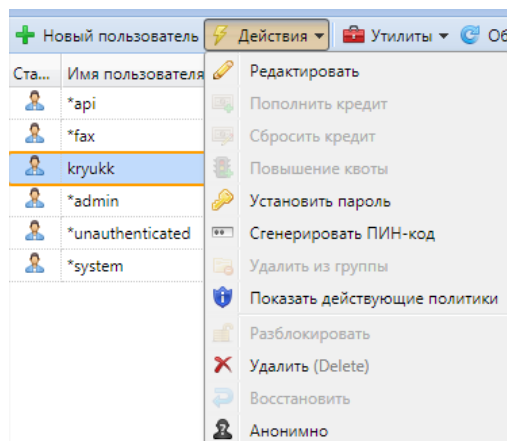 Новый пользователь Действия Утилиты Об
Ста... Имя пользователя
*api
*fax
kryukk
*admin
*unauthenticated
*system
Редактировать
Пополнить кредит
Сбросить кредит
Повышение квоты
Установить пароль
Сгенерировать ПИН-код
Удалить из группы
Показать действующие политики
Разблокировать
Удалить (Delete)
Восстановить
Анонимно